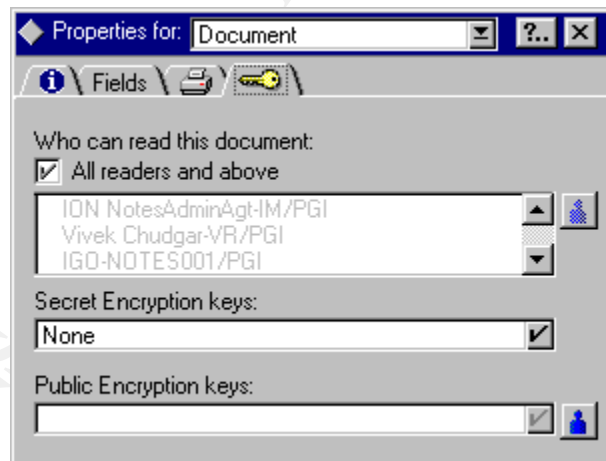 Properties for: Document ?..
Fields
Who can read this document:
All readers and above
ION NotesAdminAgt-IM/PGI
Vivek Chudgar-VR/PGI
IGO-NOTES001/PGI
Secret Encryption keys:
None
Public Encryption keys: